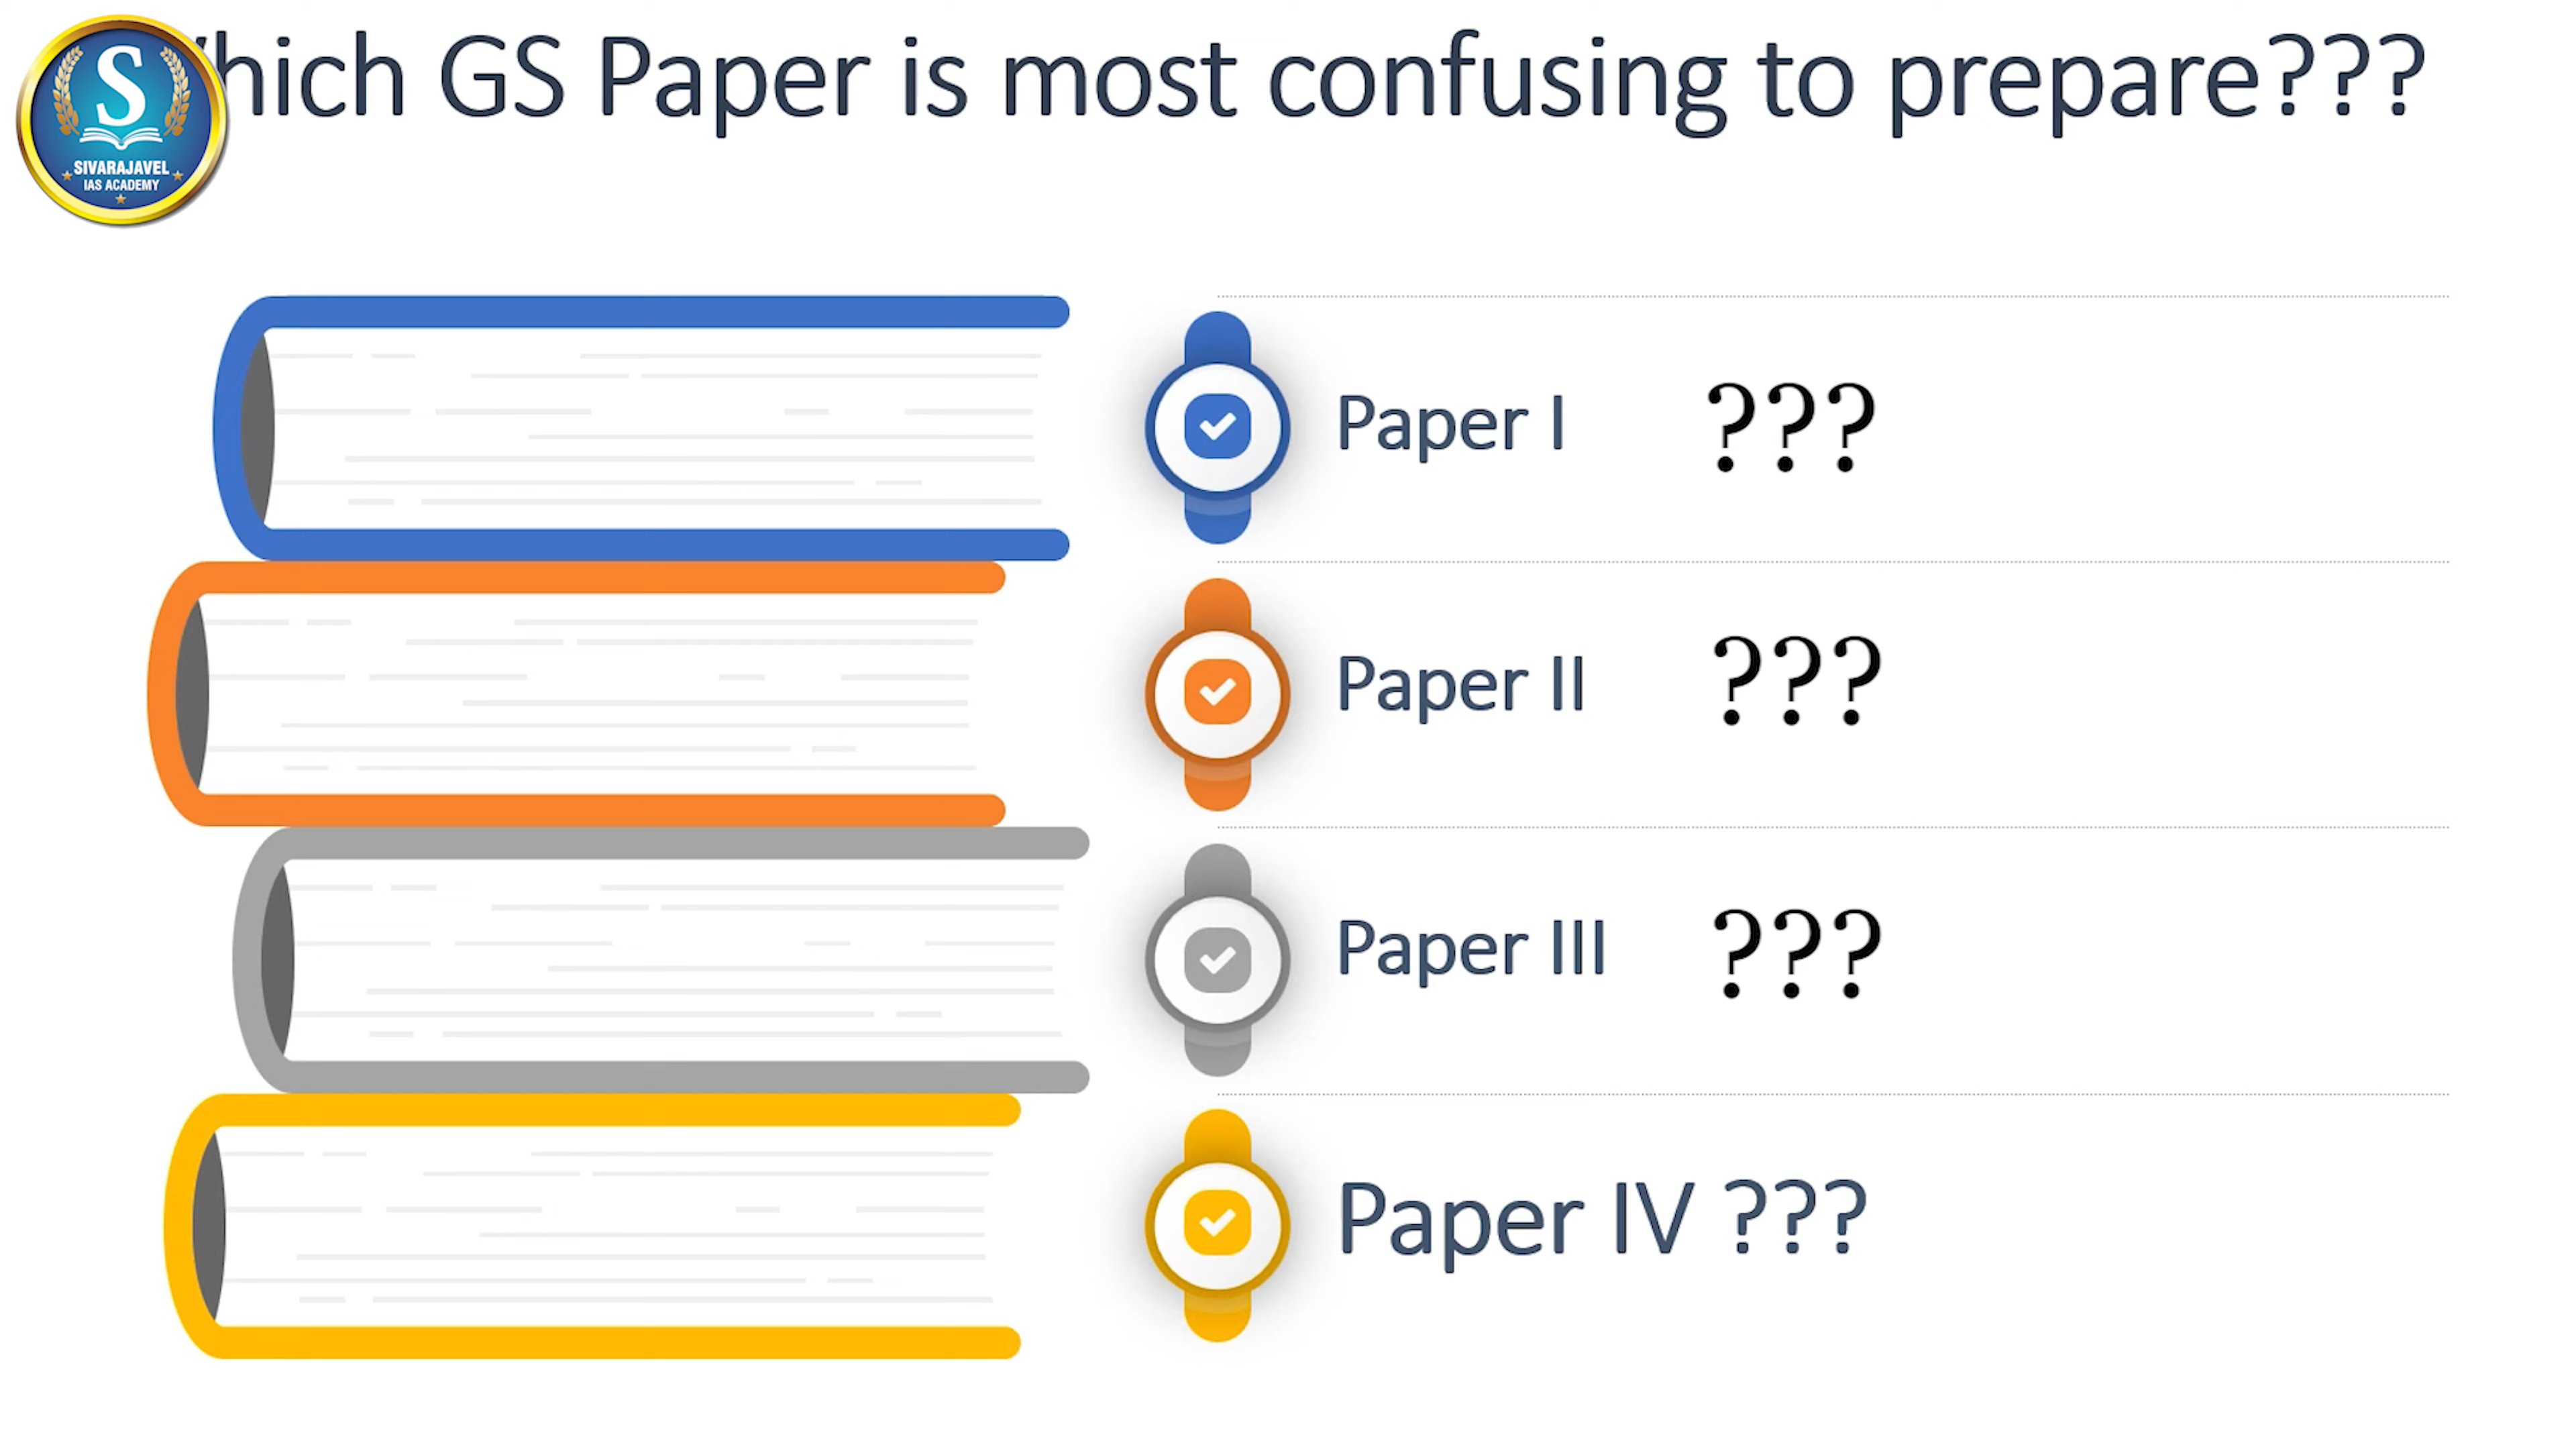 hich GS Paper is most confusing to prepare???
S
SIVARAJAVEL
IAS ACADEMY
Paper I ???
Paper II ???
Paper III ???
Paper IV ???